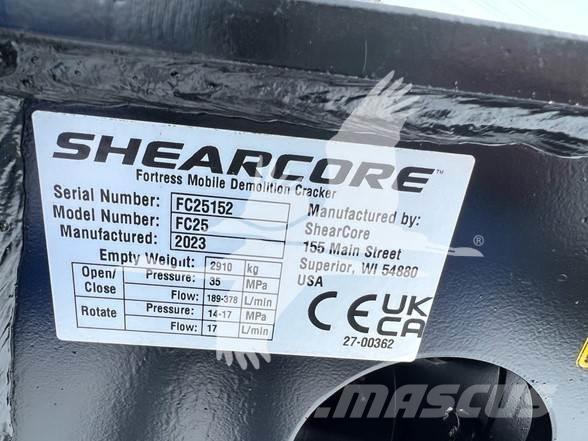 SHEARCORE™
Fortress Mobile Demolition Cracker
Serial Number: FC25152
Model Number: FC25
Manufactured: 2023
Manufactured by:
ShearCore
155 Main Street
Superior, WI 54880
USA
Empty Weight: 2910 kg
Open/Close Pressure: 35 MPa
Flow: 189-378 L/min
Rotate Pressure: 14-17 MPa
Flow: 17 L/min
CE UK
CA
27-00362
®
MASCUS